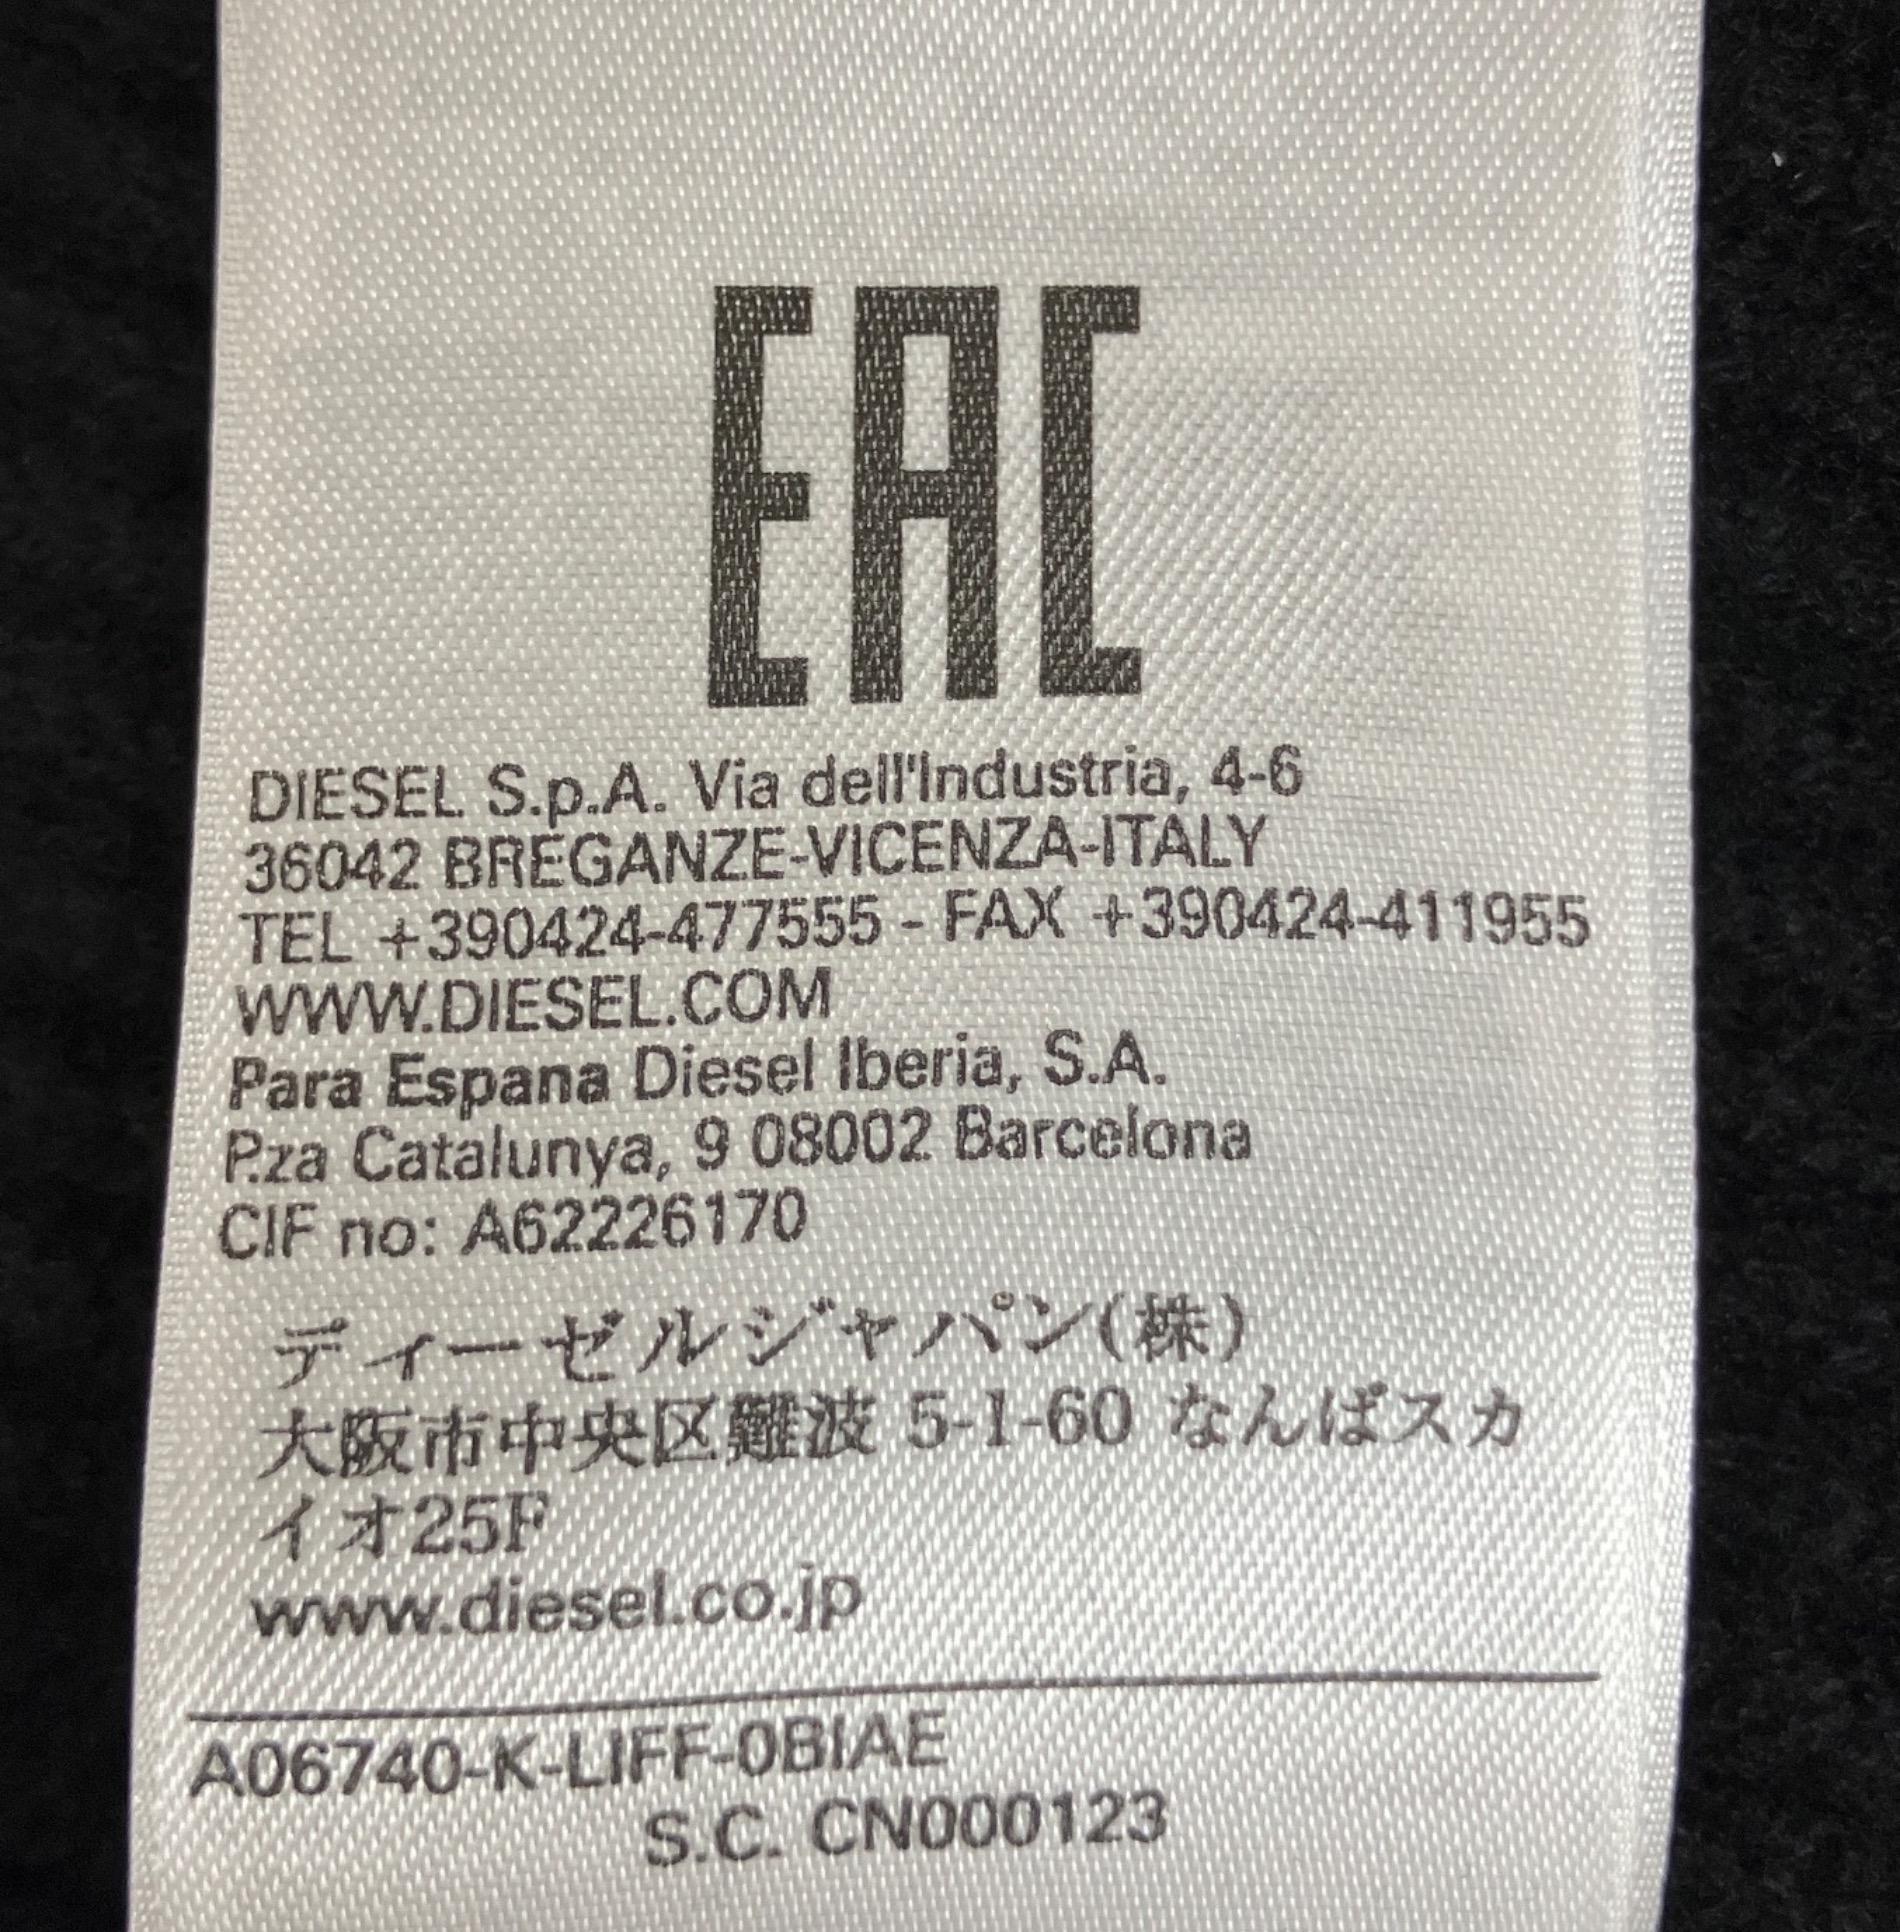 EAC
DIESEL S.p.A. Via dell'Industria, 4-6
36042 BREGANZE-VICENZA-ITALY
TEL +390424-477555 - FAX +390424-411955
WWW.DIESEL.COM
Para Espana Diesel Iberia, S.A.
P.za Catalunya, 9 08002 Barcelona
CIF no: A62226170
ディーゼルジャパン(株)
大阪市中央区難波 5-1-60 なんばスカ
イオ25F
www.diesel.co.jp
A06740-K-LIFF-0BIAE
S.C. CN000123